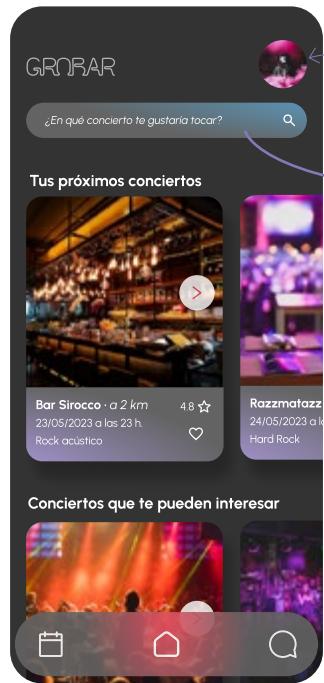 GROBAR
¿En qué concierto te gustaría tocar?
Tus próximos conciertos
Bar Sirocco · a 2 km
4.8
23/05/2023 a las 23 h.
Rock acústico
Razzmatazz
24/05/2023 a
Hard Rock
Conciertos que te pueden interesar